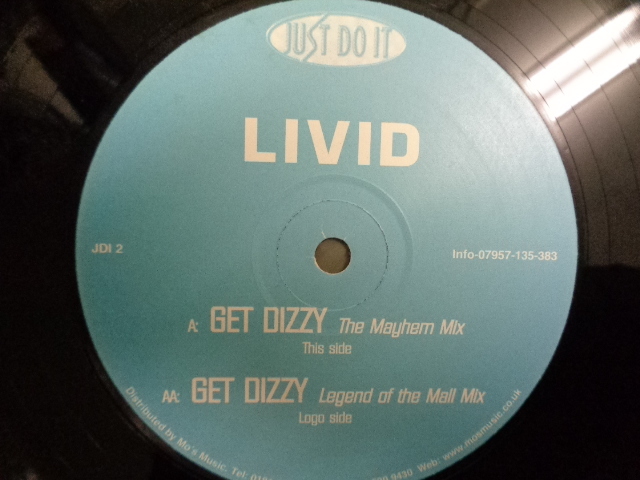 JUST DO IT
LIVID
JDI 2
Info-07957-135-383
A: GET DIZZY The Mayhem Mix
This side
AA: GET DIZZY Legend of the Mall Mix
Logo side
Distributed by Mo's Music. Tel: 9430 Web: www.mosmusic.co.uk